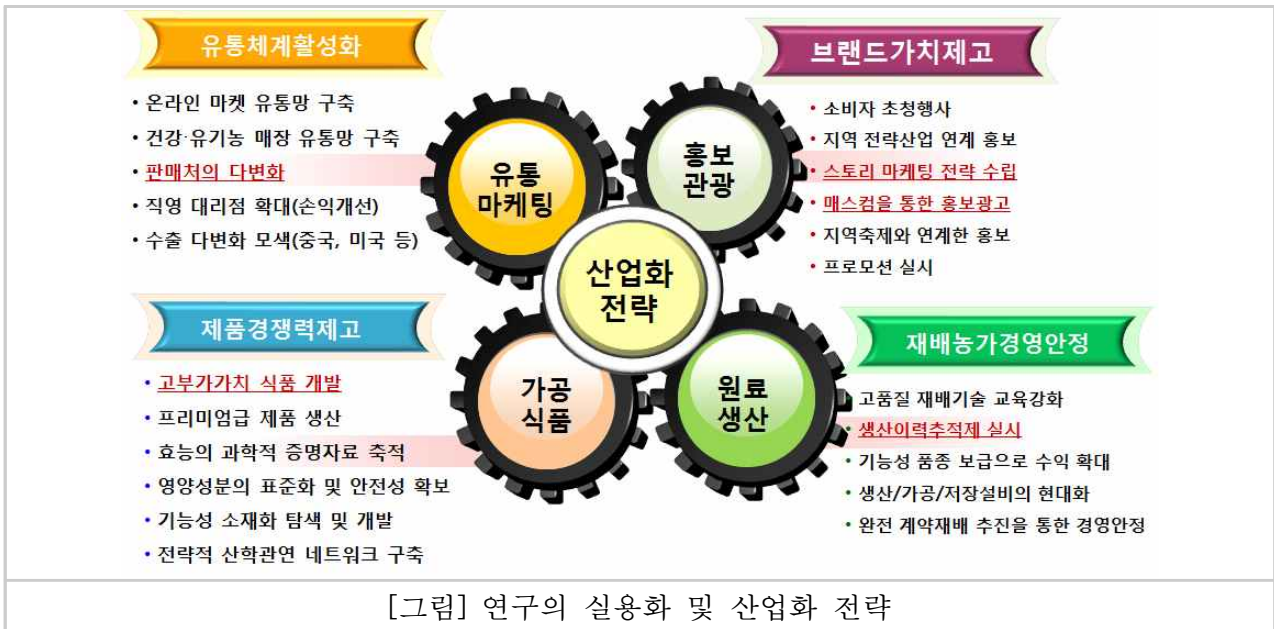 유통체계활성화
• 온라인 마켓 유통망 구축
• 건강·유기농 매장 유통망 구축
• 판매처의 다변화
• 직영 대리점 확대(손익개선)
• 수출 다변화 모색(중국, 미국 등)
브랜드가치제고
• 소비자 초청행사
• 지역 전략산업 연계 홍보
• 스토리 마케팅 전략 수립
• 매스컴을 통한 홍보광고
• 지역축제와 연계한 홍보
• 프로모션 실시
유통
마케팅
홍보
관광
산업화
전략
가공
식품
원료
생산
제품경쟁력제고
• 고부가가치 식품 개발
• 프리미엄급 제품 생산
• 효능의 과학적 증명자료 축적
• 영양성분의 표준화 및 안전성 확보
• 기능성 소재화 탐색 및 개발
• 전략적 산학관연 네트워크 구축
재배농가경영안정
• 고품질 재배기술 교육강화
• 생산이력추적제 실시
• 기능성 품종 보급으로 수익 확대
• 생산/가공/저장설비의 현대화
• 완전 계약재배 추진을 통한 경영안정
[그림] 연구의 실용화 및 산업화 전략